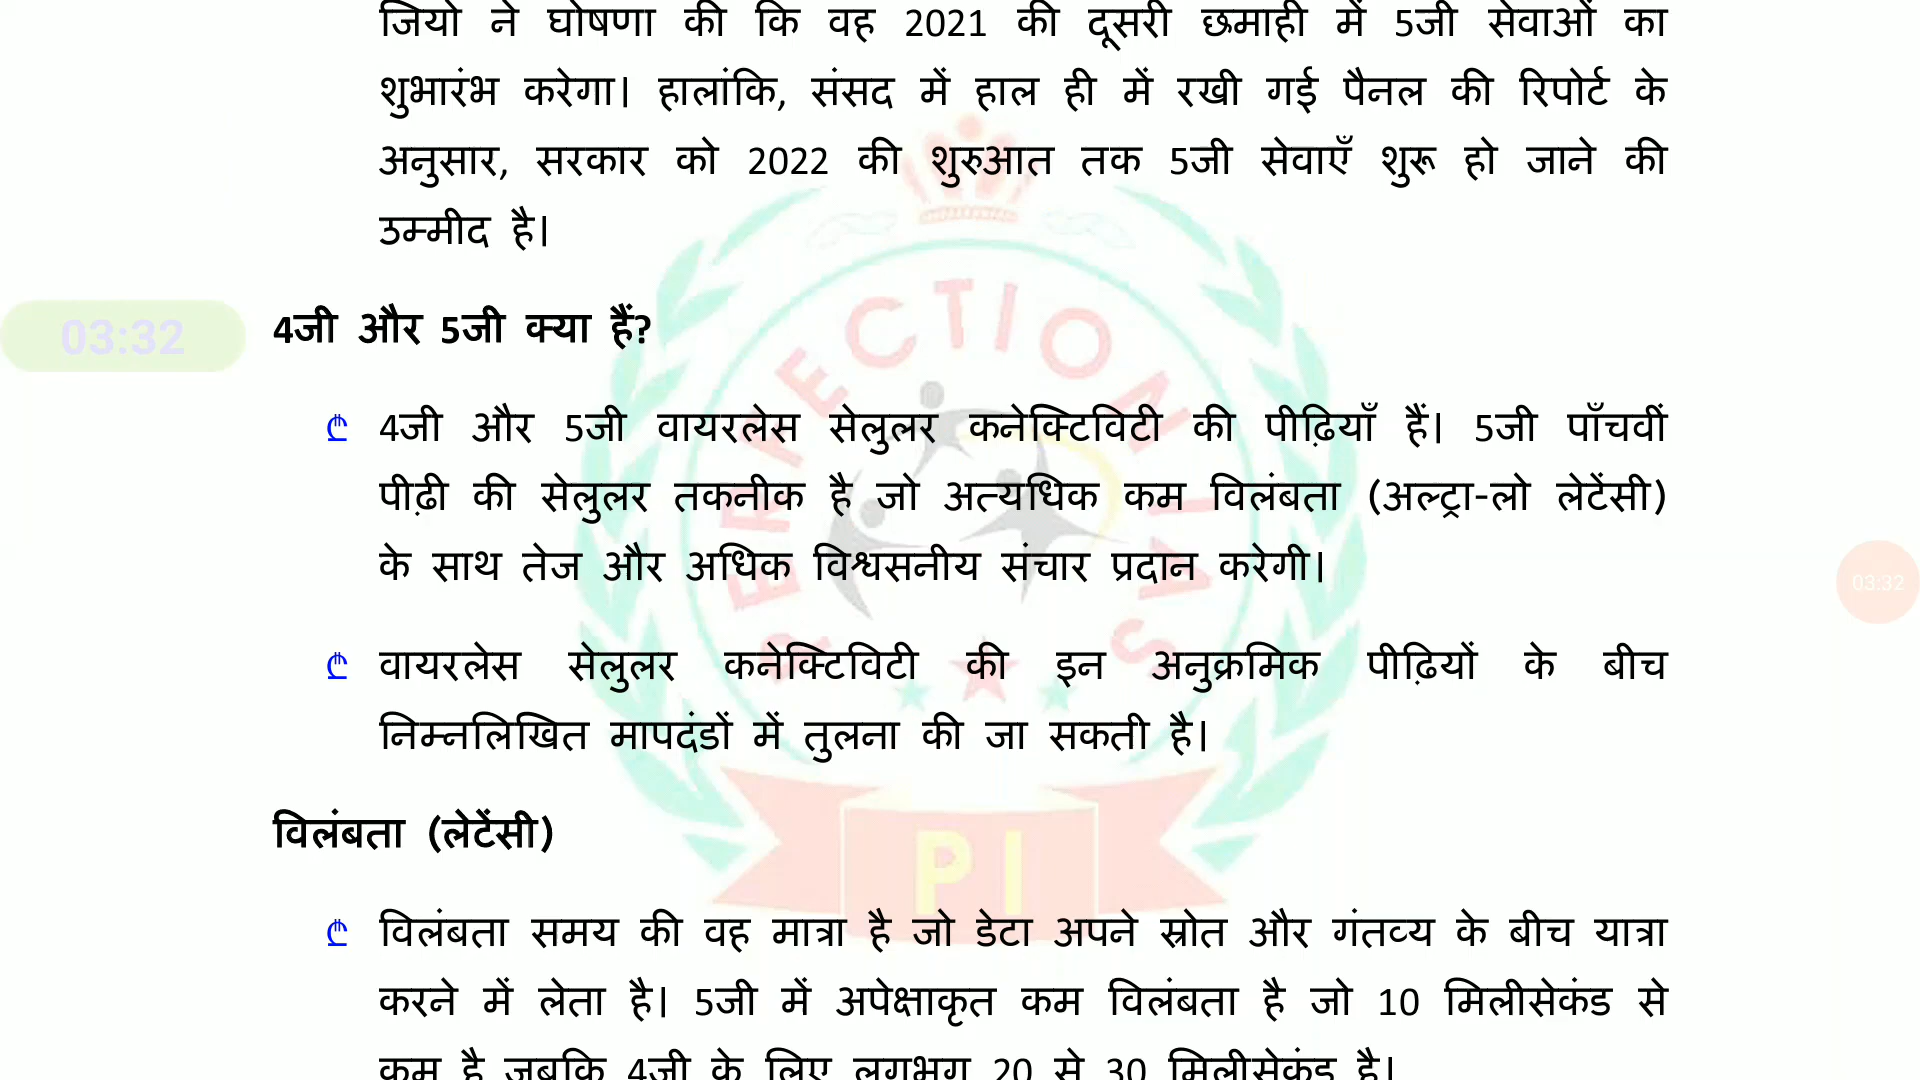 जियो ने घोषणा की कि वह 2021 की दूसरी छमाही में 5जी सेवाओं का
शुभारंभ करेगा। हालांकि, संसद में हाल ही में रखी गई पैनल की रिपोर्ट के
अनुसार, सरकार को 2022 की शुरुआत तक 5जी सेवाएँ शुरू हो जाने की
उम्मीद है।
03:32
4जी और 5जी क्या हैं?
4जी और 5जी वायरलेस सेलुलर कनेक्टिविटी की पीढ़ियाँ हैं। 5जी पाँचवीं
पीढ़ी की सेलुलर तकनीक है जो अत्यधिक कम विलंबता (अल्ट्रा-लो लेटेंसी)
के साथ तेज और अधिक विश्वसनीय संचार प्रदान करेगी।
03:32
वायरलेस सेलुलर कनेक्टिविटी की इन अनुक्रमिक पीढ़ियों के बीच
निम्नलिखित मापदंडों में तुलना की जा सकती है।
विलंबता (लेटेंसी)
PI
विलंबता समय की वह मात्रा है जो डेटा अपने स्रोत और गंतव्य के बीच यात्रा
करने में लेता है। 5जी में अपेक्षाकृत कम विलंबता है जो 10 मिलीसेकंड से
कम है जबकि 4जी के लिए लगभग 20 से 30 मिलीसेकंड है।